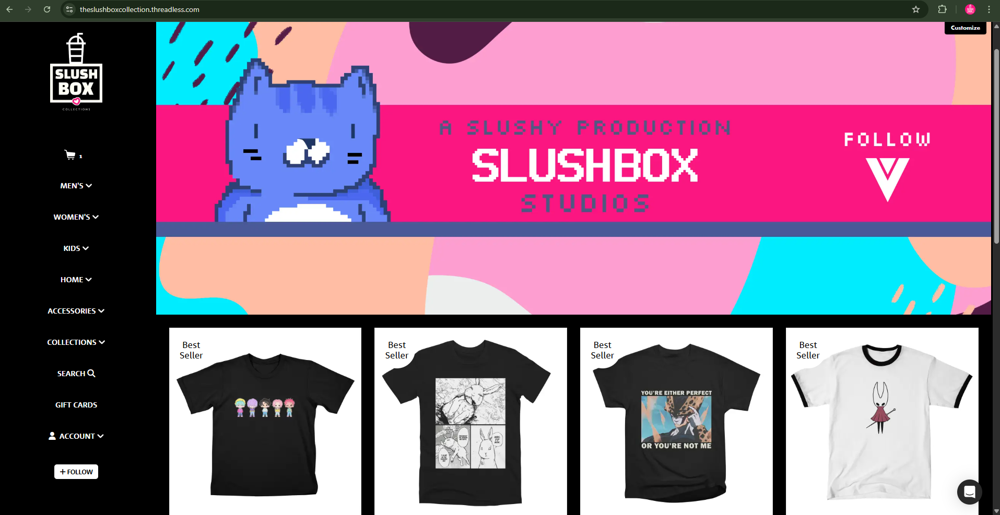 theslushboxcollection.threadless.com
Customize
SLUSH
BOX
COLLECTIONS
1
MEN'S
WOMEN'S
KIDS
HOME
ACCESSORIES
COLLECTIONS
SEARCH
GIFT CARDS
ACCOUNT
+ FOLLOW
A SLUSHY PRODUCTION
SLUSHBOX
STUDIOS
FOLLOW
Best
Seller
Best
Seller
Best
Seller
YOU'RE EITHER PERFECT
OR YOU'RE NOT ME
Best
Seller